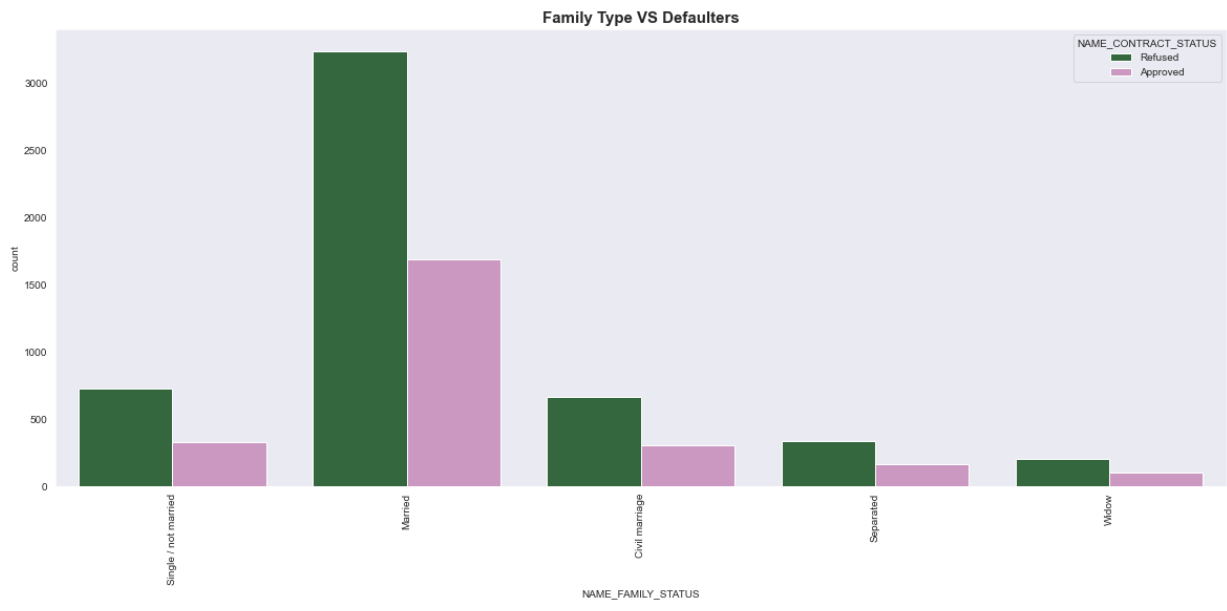 Family Type VS Defaulters
NAME_CONTRACT_STATUS
Refused
Approved
3000
2500
2000
1500
1000
500
0
count
Single / not married
Married
Civil marriage
Separated
Widow
NAME_FAMILY_STATUS